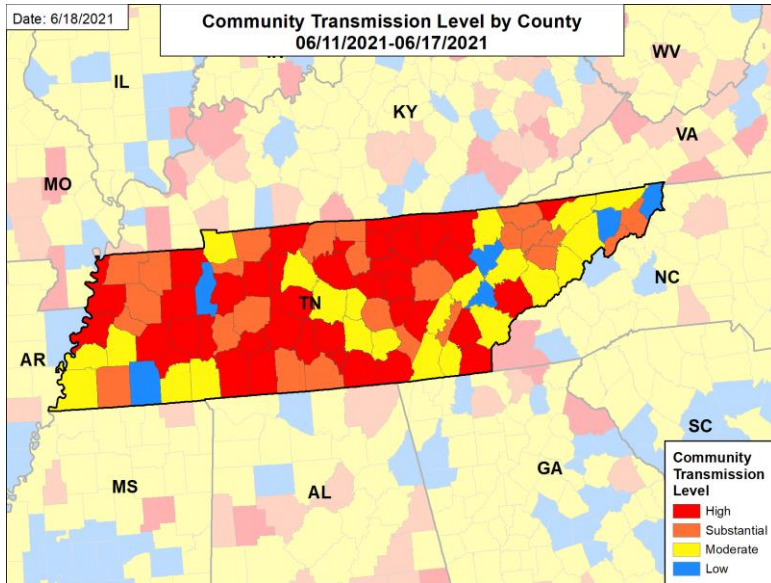 Date: 6/18/2021
Community Transmission Level by County
06/11/2021-06/17/2021
WV
IL
KY
VA
MO
NC
TN
AR
SC
GA
MS
AL
Community
Transmission
Level
High
Substantial
Moderate
Low